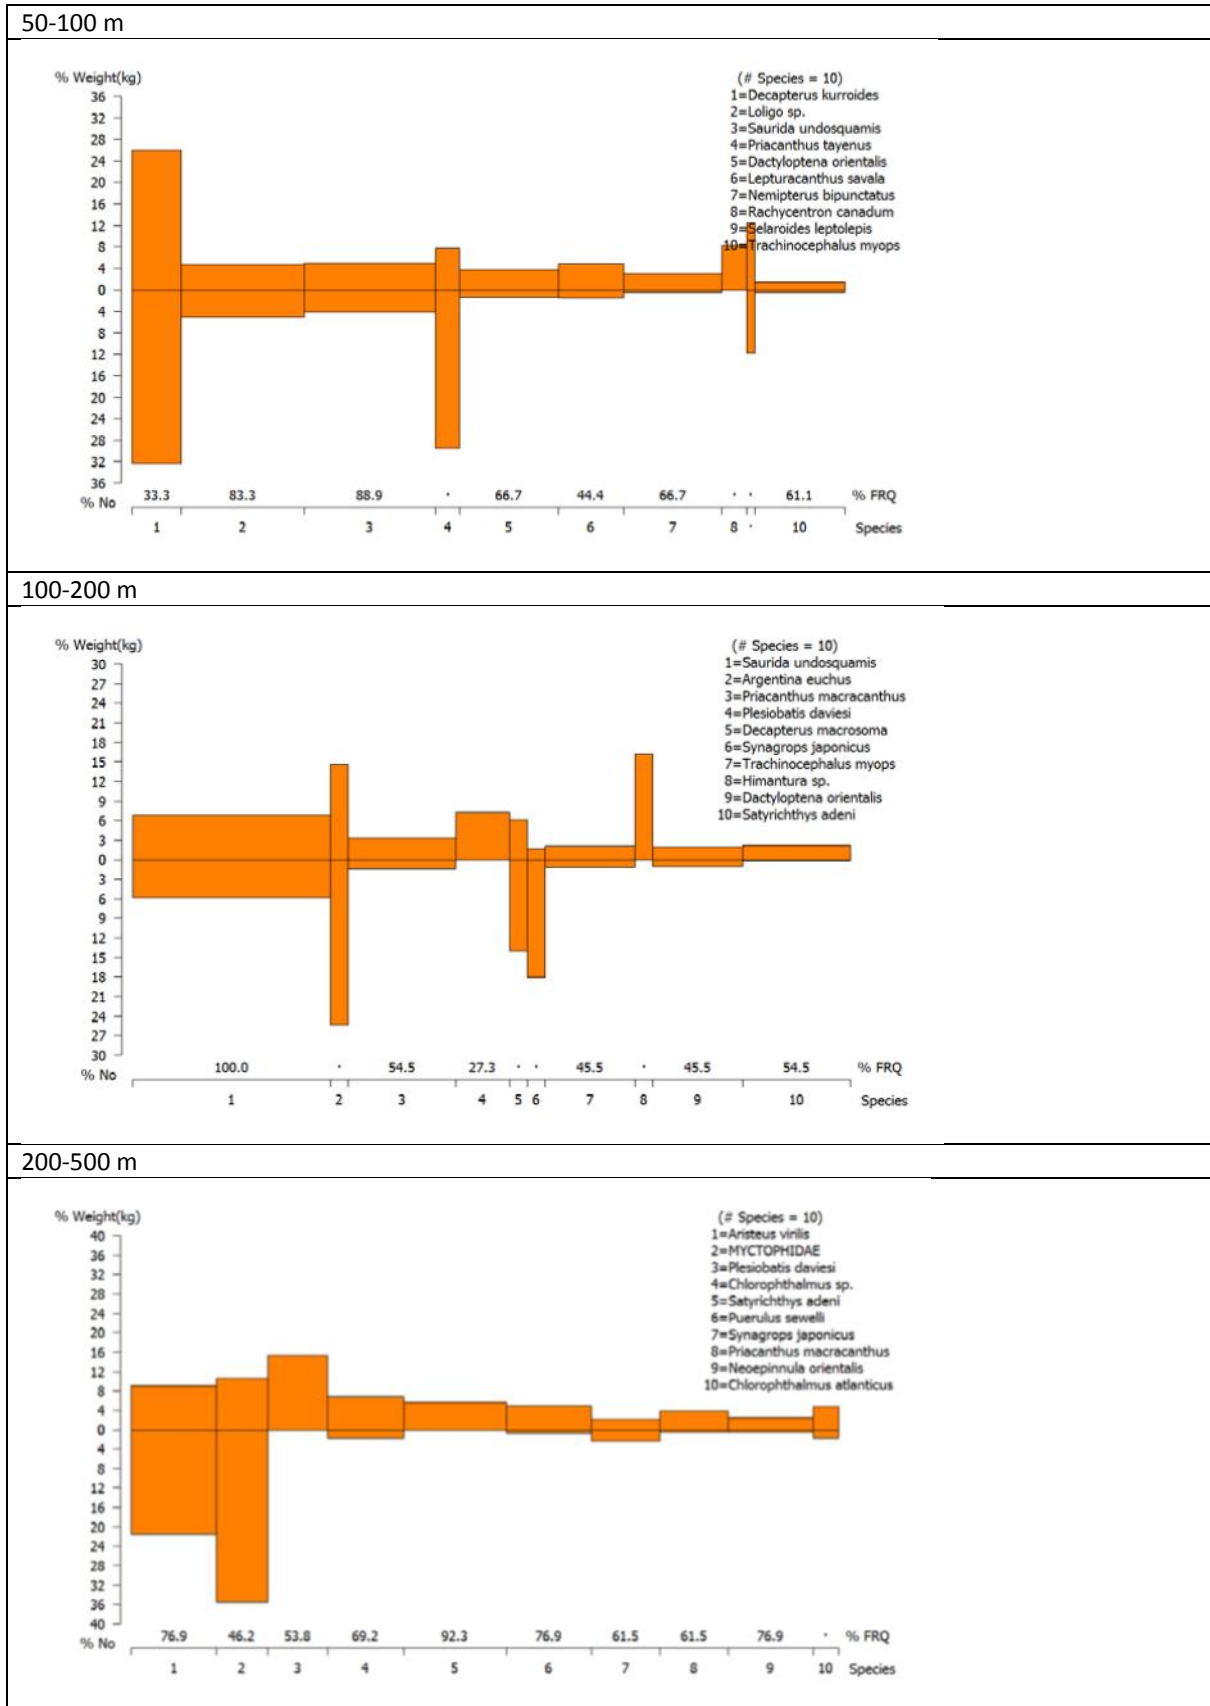 50-100 m
% Weight(kg)
(# Species = 10)
36
1=Decapterus kurroides
32
2=Loligo sp.
28
3=Saurida undosquamis
24
4=Priacanthus tayenus
20
5=Dactyloptena orientalis
16
6=Lepturacanthus savala
12
7=Nemipterus bipunctatus
8
8=Rachycentron canadum
4
9=Selaroides leptolepis
0
10=Trachinocephalus myops
4
8
12
16
20
24
28
32
36
% No 33.3 83.3 88.9 . 66.7 44.4 66.7 . . 61.1 % FRQ
1 2 3 4 5 6 7 8 . 10 Species
100-200 m
% Weight(kg)
(# Species = 10)
30
1=Saurida undosquamis
27
2=Argentina euchus
24
3=Priacanthus macracanthus
21
4=Plesiobatis daviesi
18
5=Decapterus macrosoma
15
6=Synagrops japonicus
12
7=Trachinocephalus myops
9
8=Himantura sp.
6
9=Dactyloptena orientalis
3
10=Satyrichthys adeni
0
3
6
9
12
15
18
21
24
27
30
% No 100.0 . 54.5 27.3 . . 45.5 . 45.5 54.5 % FRQ
1 2 3 4 5 6 7 8 9 10 Species
200-500 m
% Weight(kg)
(# Species = 10)
40
1=Aristeus virilis
36
2=MYCTOPHIDAE
32
3=Plesiobatis daviesi
28
4=Chlorophthalmus sp.
24
5=Satyrichthys adeni
20
6=Puerulus sewelli
16
7=Synagrops japonicus
12
8=Priacanthus macracanthus
8
9=Neoepinnula orientalis
4
10=Chlorophthalmus atlanticus
0
4
8
12
16
20
24
28
32
36
40
% No 76.9 46.2 53.8 69.2 92.3 76.9 61.5 61.5 76.9 . % FRQ
1 2 3 4 5 6 7 8 9 10 Species